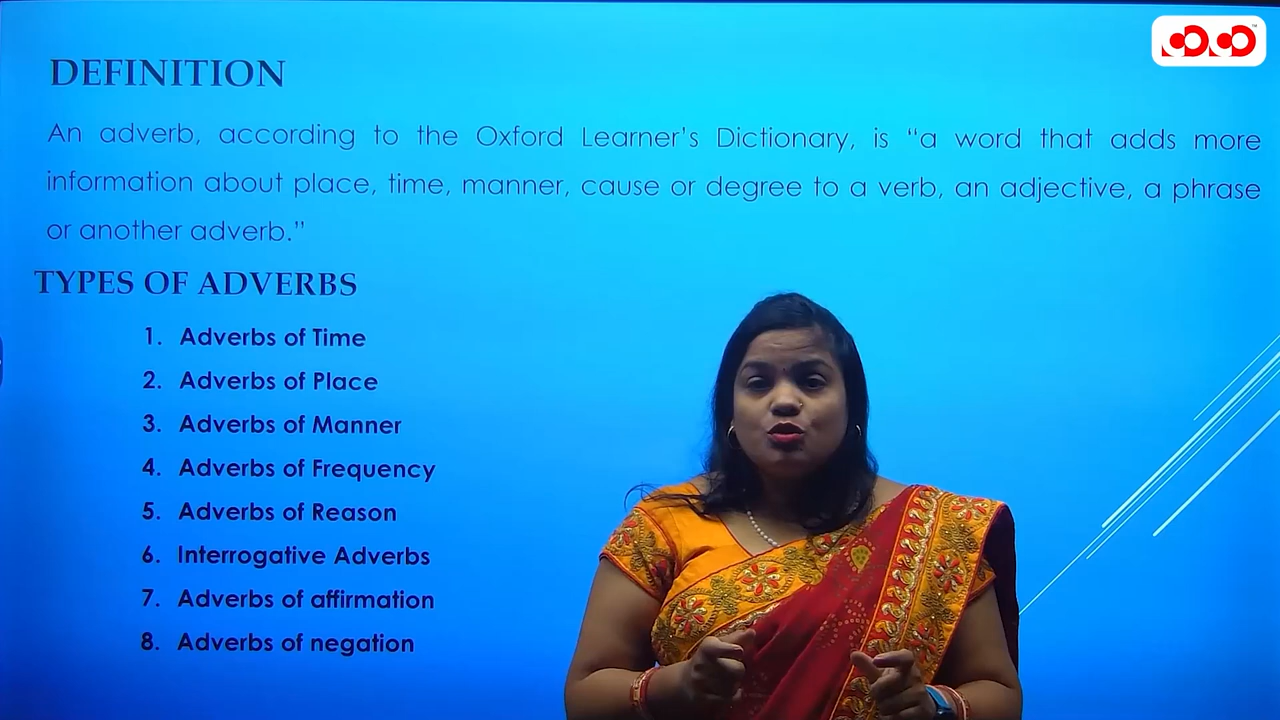 DEFINITION
An adverb, according to the Oxford Learner's Dictionary, is “a word that adds more
information about place, time, manner, cause or degree to a verb, an adjective, a phrase
or another adverb.”
TYPES OF ADVERBS
1. Adverbs of Time
2. Adverbs of Place
3. Adverbs of Manner
4. Adverbs of Frequency
5. Adverbs of Reason
6. Interrogative Adverbs
7. Adverbs of affirmation
8. Adverbs of negation